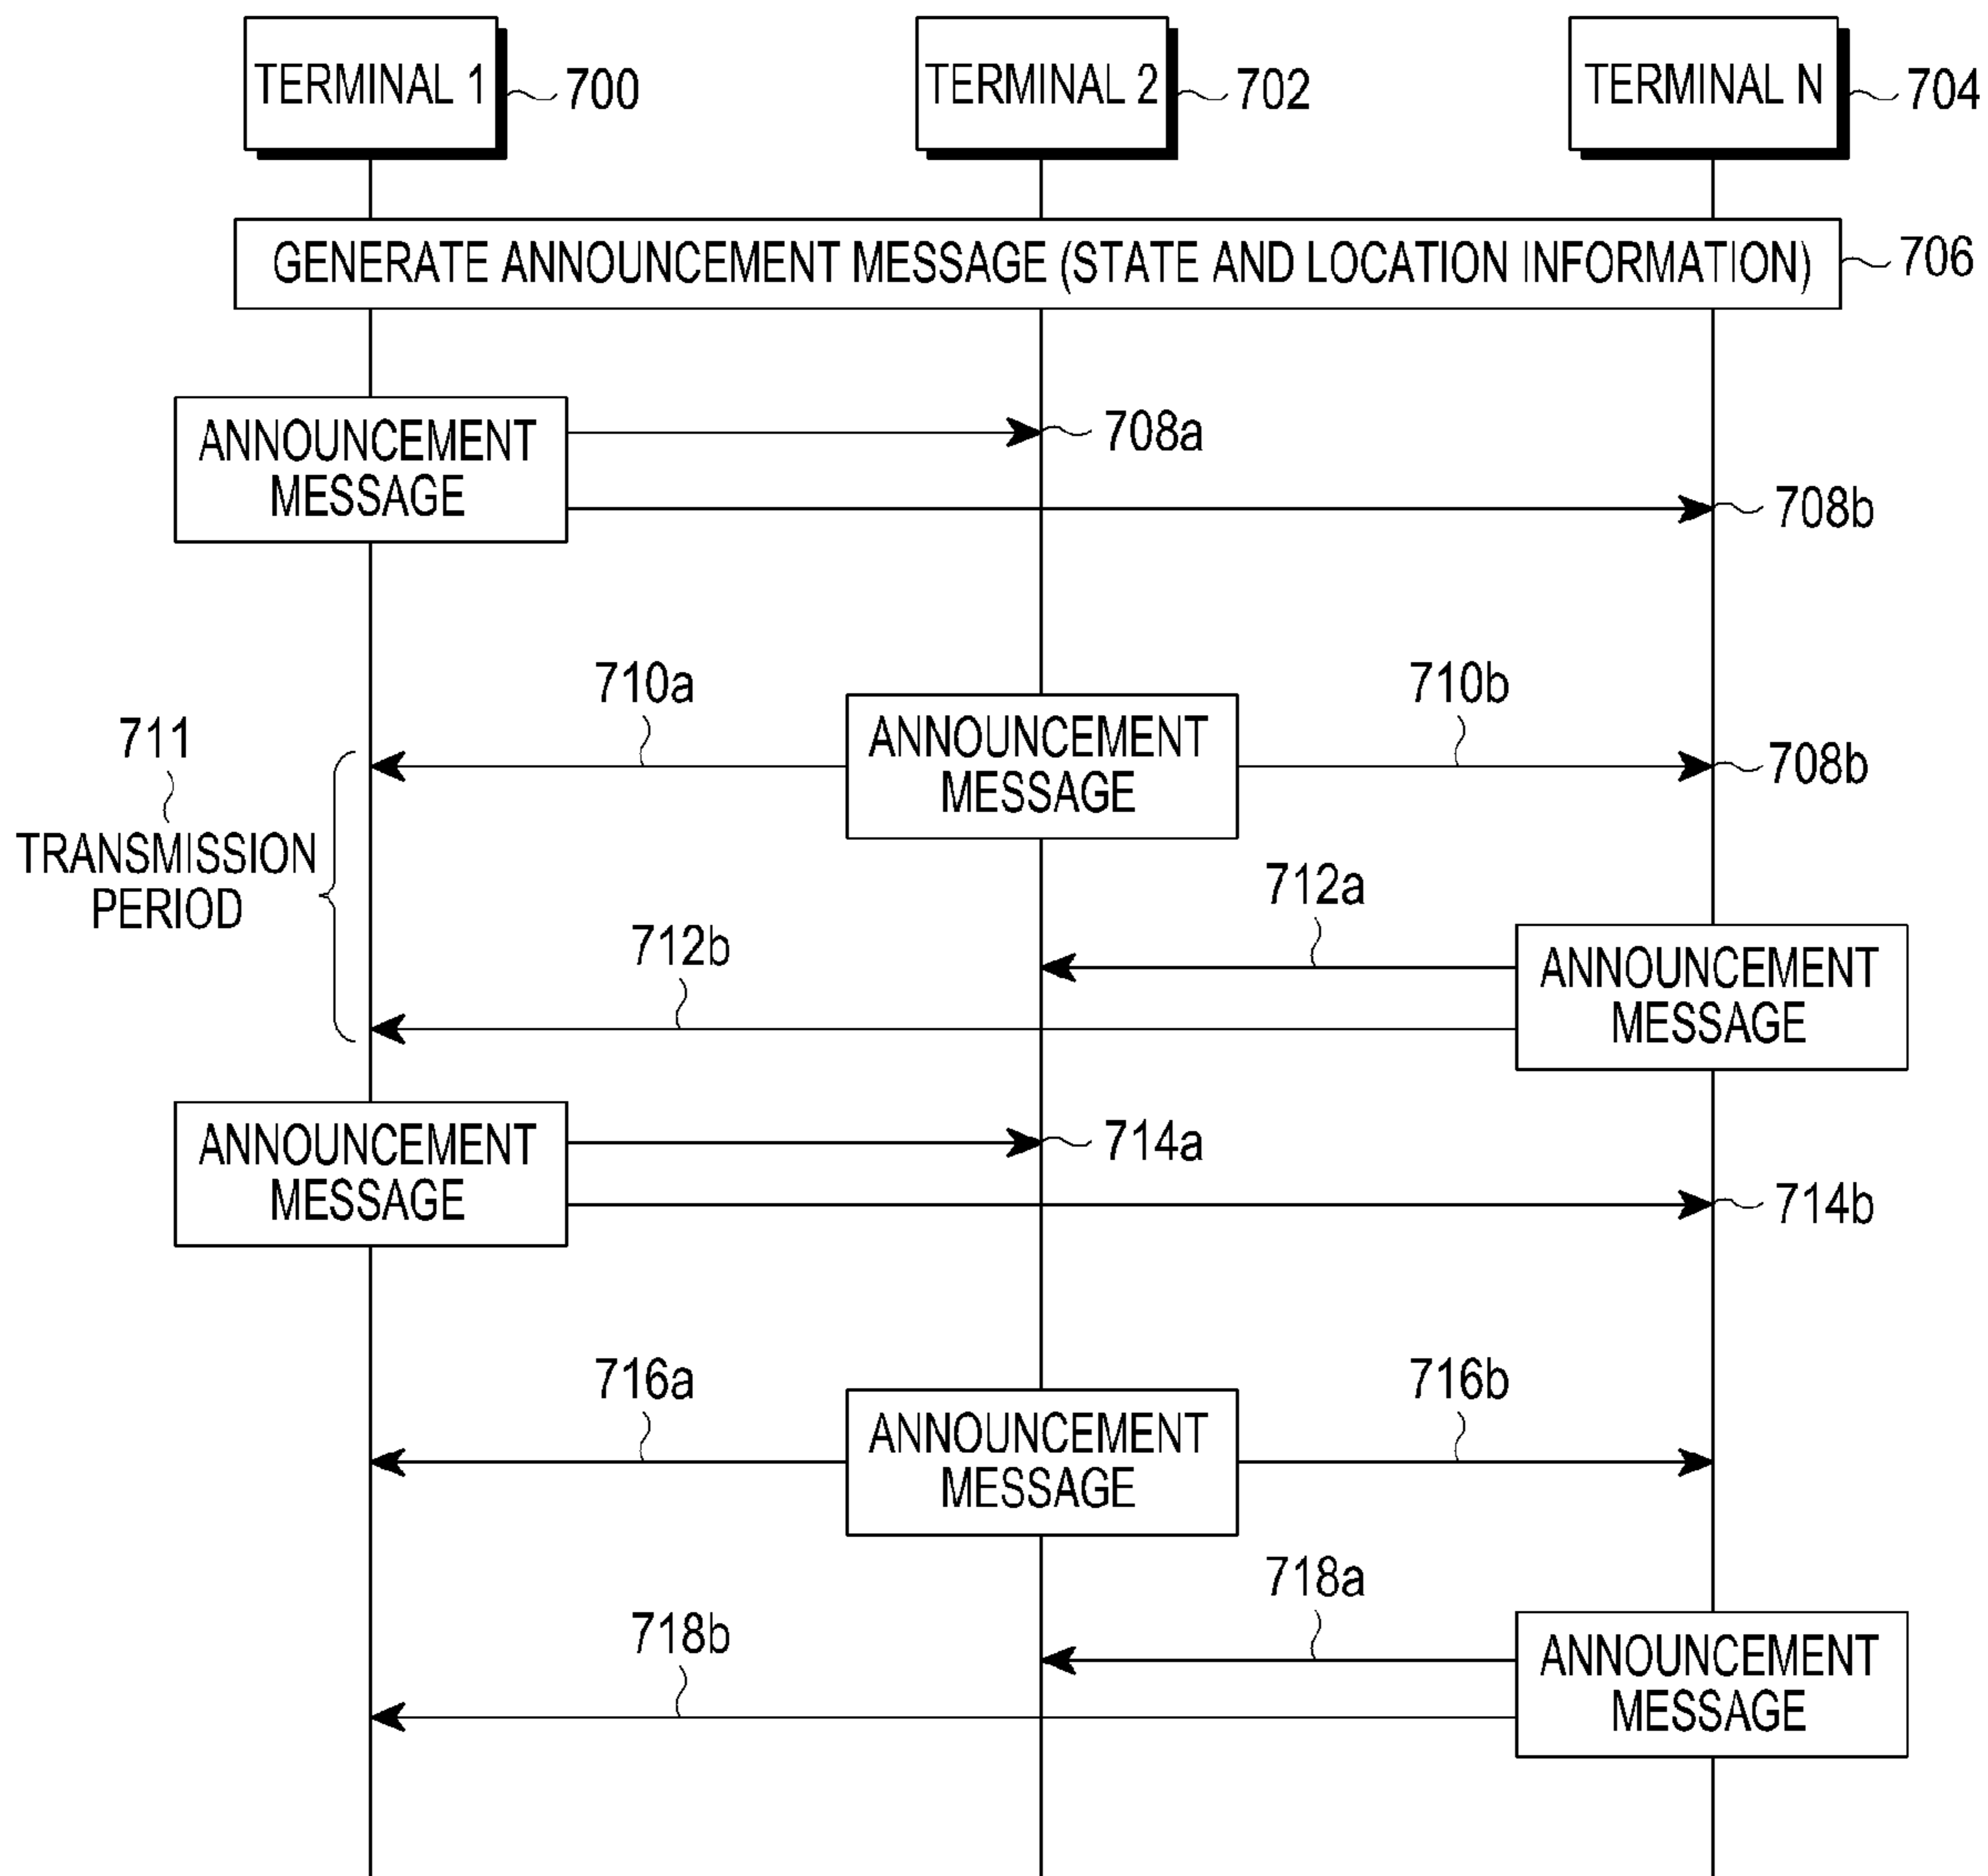 TERMINAL 1
700
TERMINAL 2
702
TERMINAL N
704
GENERATE ANNOUNCEMENT MESSAGE (STATE AND LOCATION INFORMATION)
706
ANNOUNCEMENT
MESSAGE
708a
708b
710a
ANNOUNCEMENT
MESSAGE
710b
708b
711
TRANSMISSION
PERIOD
712a
712b
ANNOUNCEMENT
MESSAGE
ANNOUNCEMENT
MESSAGE
714a
714b
716a
ANNOUNCEMENT
MESSAGE
716b
718a
718b
ANNOUNCEMENT
MESSAGE